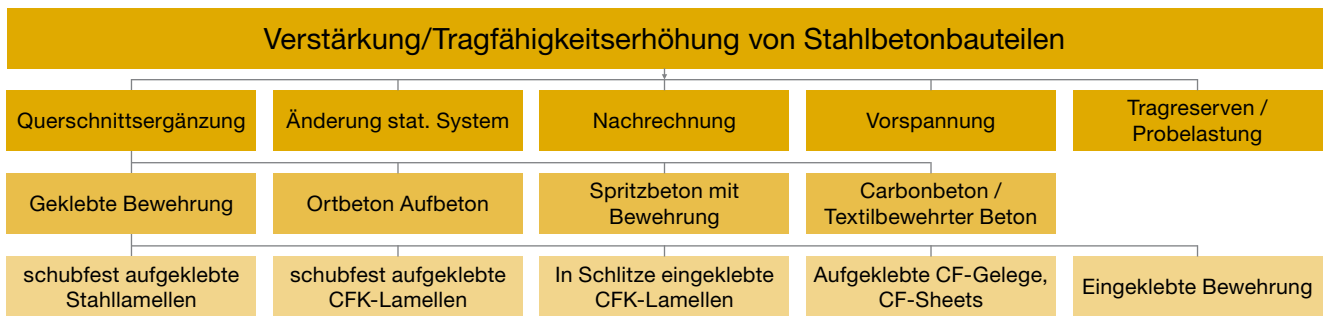 Verstärkung/Tragfähigkeitserhöhung von Stahlbetonbauteilen
Querschnittsergänzung
Änderung stat. System
Nachrechnung
Vorspannung
Tragreserven /
Probelastung
Geklebte Bewehrung
Ortbeton Aufbeton
Spritzbeton mit
Bewehrung
Carbonbeton /
Textilbewehrter Beton
schubfest aufgeklebte
Stahllamellen
schubfest aufgeklebte
CFK-Lamellen
In Schlitze eingeklebte
CFK-Lamellen
Aufgeklebte CF-Gelege,
CF-Sheets
Eingeklebte Bewehrung